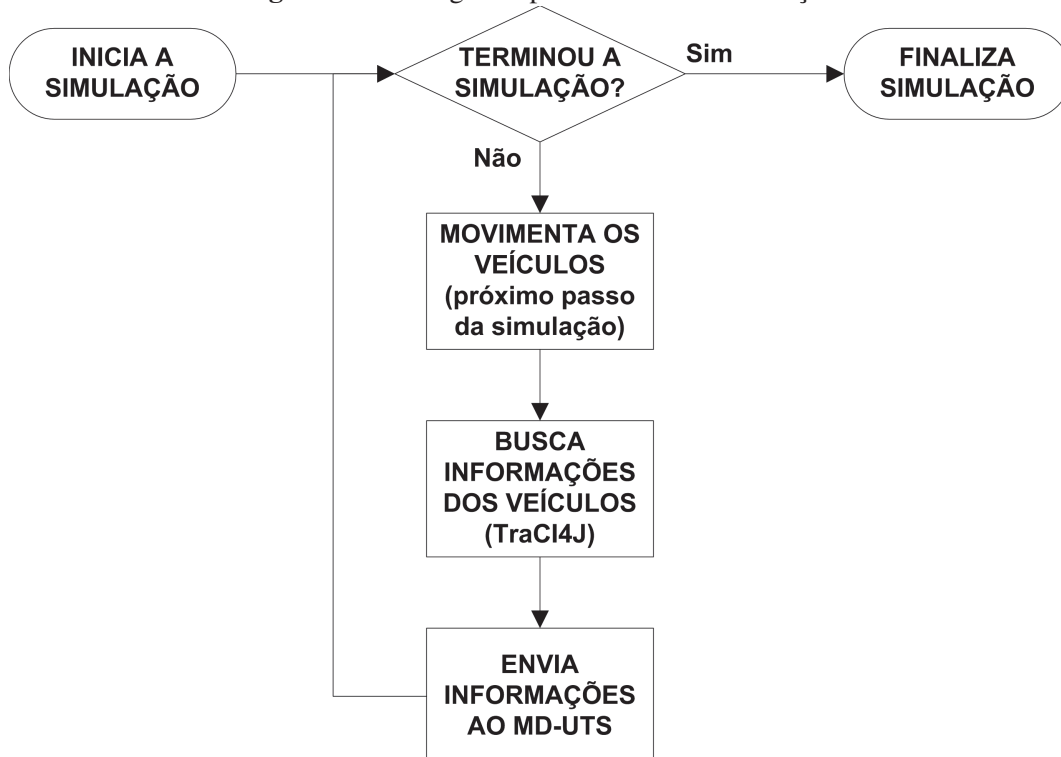 INICIA A
SIMULAÇÃO
TERMINOU A
SIMULAÇÃO?
Sim
FINALIZA
SIMULAÇÃO
Não
MOVIMENTA OS
VEÍCULOS
(próximo passo
da simulação)
BUSCA
INFORMAÇÕES
DOS VEÍCULOS
(TraCI4J)
ENVIA
INFORMAÇÕES
AO MD-UTS